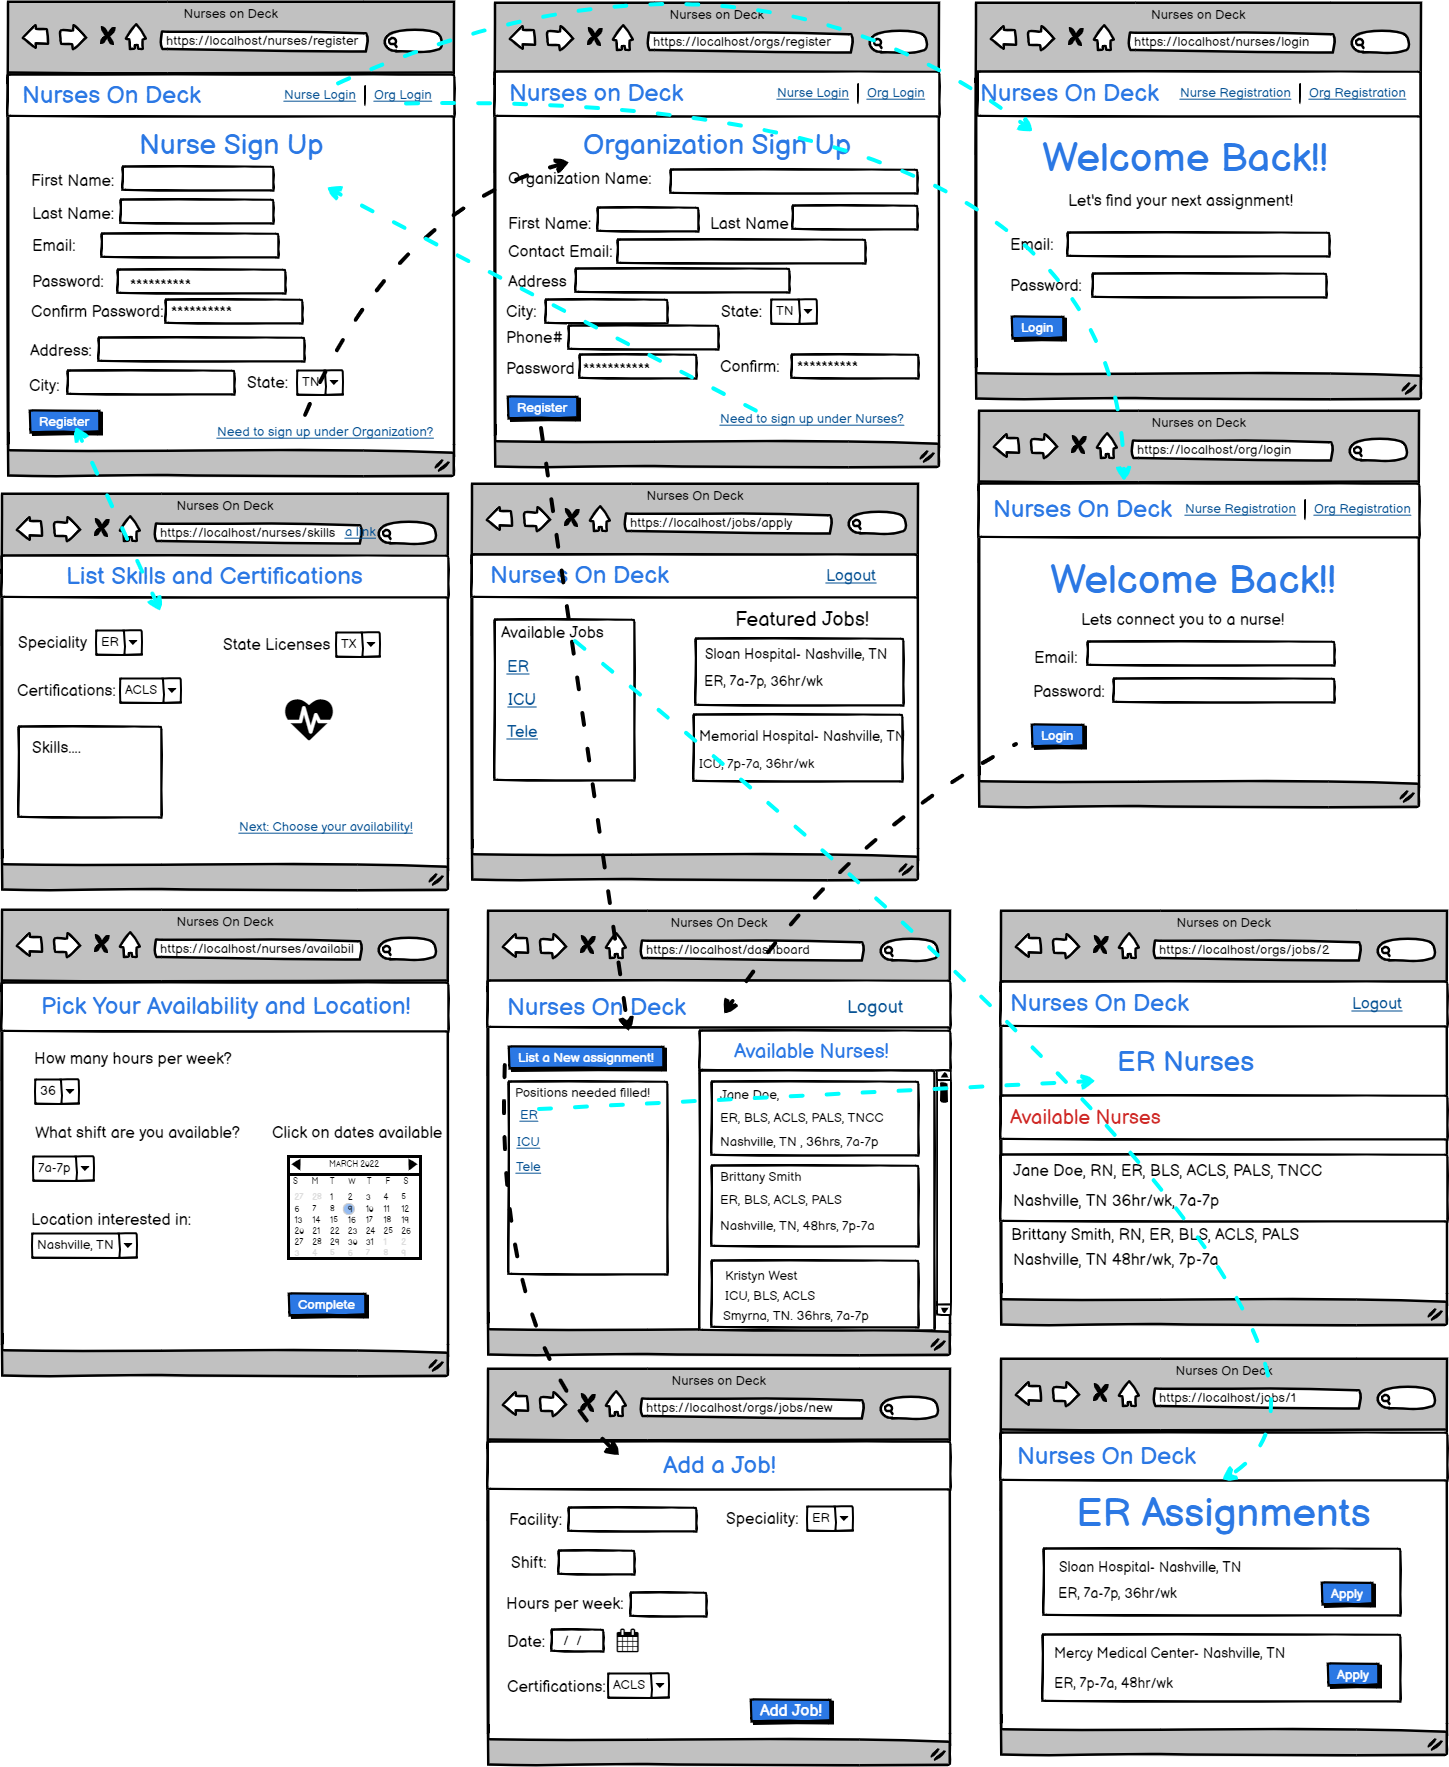 Nurses on Deck
https://localhost/nurses/register
Nurses On Deck
Nurse Login
Org Login
Nurse Sign Up
First Name:
Last Name:
Email:
Password:
**********
Confirm Password:
**********
Address:
City:
State:
TN
Register
Need to sign up under Organization?
Nurses on Deck
https://localhost/orgs/register
Nurses on Deck
Nurse Login
Org Login
Organization Sign Up
Organization Name:
First Name:
Last Name
Contact Email:
Address
City:
State:
TN
Phone#
Password
***********
Confirm:
**********
Register
Need to sign up under Nurses?
Nurses on Deck
https://localhost/nurses/login
Nurses On Deck
Nurse Registration
Org Registration
Welcome Back!!
Let's find your next assignment!
Email:
Password:
Login
Nurses on Deck
https://localhost/org/login
Nurses On Deck
Nurse Registration
Org Registration
Welcome Back!!
Lets connect you to a nurse!
Email:
Password:
Login
Nurses On Deck
https://localhost/nurses/skills
a link
List Skills and Certifications
Speciality
ER
State Licenses
TX
Certifications:
ACLS
Skills....
Next: Choose your availability!
Nurses On Deck
https://localhost/jobs/apply
Nurses On Deck
Logout
Available Jobs
ER
ICU
Tele
Featured Jobs!
Sloan Hospital- Nashville, TN
ER, 7a-7p, 36hr/wk
Memorial Hospital- Nashville, TN
ICU, 7p-7a, 36hr/wk
Nurses On Deck
https://localhost/nurses/availabil
Pick Your Availability and Location!
How many hours per week?
36
What shift are you available?
7a-7p
Click on dates available
MARCH 2022
S M T W T F S
27 28 1 2 3 4 5
6 7 8 9 10 11 12
13 14 15 16 17 18 19
20 21 22 23 24 25 26
27 28 29 30 31 1 2
3 4 5 6 7 8 9
Location interested in:
Nashville, TN
Complete
Nurses on Deck
https://localhost/dashboard
Nurses On Deck
Logout
List a New assignment!
Positions needed filled!
ER
ICU
Tele
Available Nurses!
Jane Doe,
ER, BLS, ACLS, PALS, TNCC
Nashville, TN , 36hrs, 7a-7p
Brittany Smith
ER, BLS, ACLS, PALS
Nashville, TN, 48hrs, 7p-7a
Kristyn West
ICU, BLS, ACLS
Smyrna, TN. 36hrs, 7a-7p
Nurses on Deck
https://localhost/orgs/jobs/2
Nurses On Deck
Logout
ER Nurses
Available Nurses
Jane Doe, RN, ER, BLS, ACLS, PALS, TNCC
Nashville, TN 36hr/wk, 7a-7p
Brittany Smith, RN, ER, BLS, ACLS, PALS
Nashville, TN 48hr/wk, 7p-7a
Nurses on Deck
https://localhost/orgs/jobs/new
Add a Job!
Facility:
Speciality:
ER
Shift:
Hours per week:
Date:
/ /
Certifications:
ACLS
Add Job!
Nurses On Deck
https://localhost/jobs/1
Nurses On Deck
ER Assignments
Sloan Hospital- Nashville, TN
ER, 7a-7p, 36hr/wk
Apply
Mercy Medical Center- Nashville, TN
ER, 7p-7a, 48hr/wk
Apply